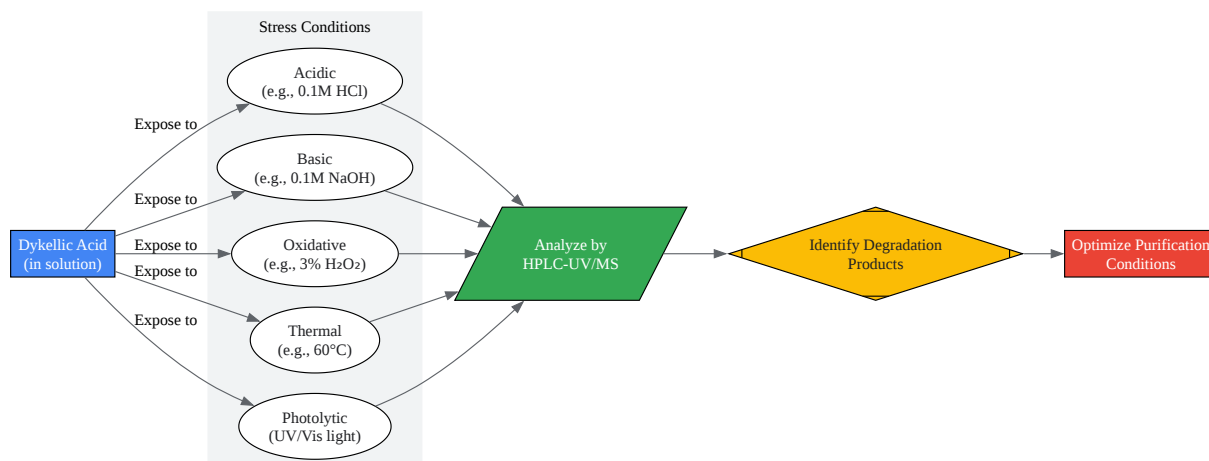 Stress Conditions
Acidic
(e.g., 0.1M HCl)
Expose to
Basic
(e.g., 0.1M NaOH)
Expose to
Dykellic Acid
(in solution)
Expose to
Oxidative
(e.g., 3% H₂O₂)
Expose to
Thermal
(e.g., 60°C)
Expose to
Photolytic
(UV/Vis light)
Analyze by
HPLC-UV/MS
Identify Degradation
Products
Optimize Purification
Conditions